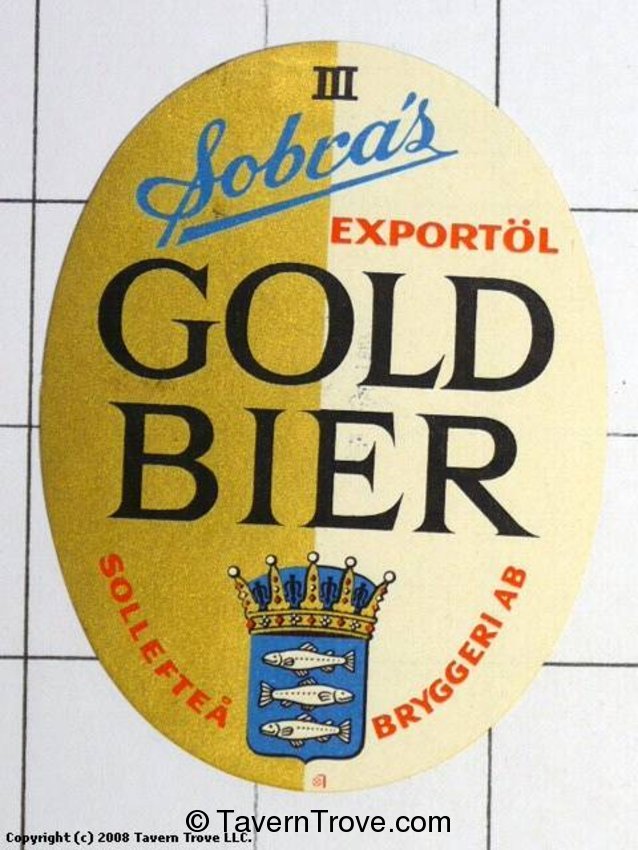 III
Sobra's
EXPORTÖL
GOLD
BIER
SOLLEFTEÅ
BRYGGERI AB
© TavernTrove.com
Copyright (c) 2008 Tavern Trove LLC.